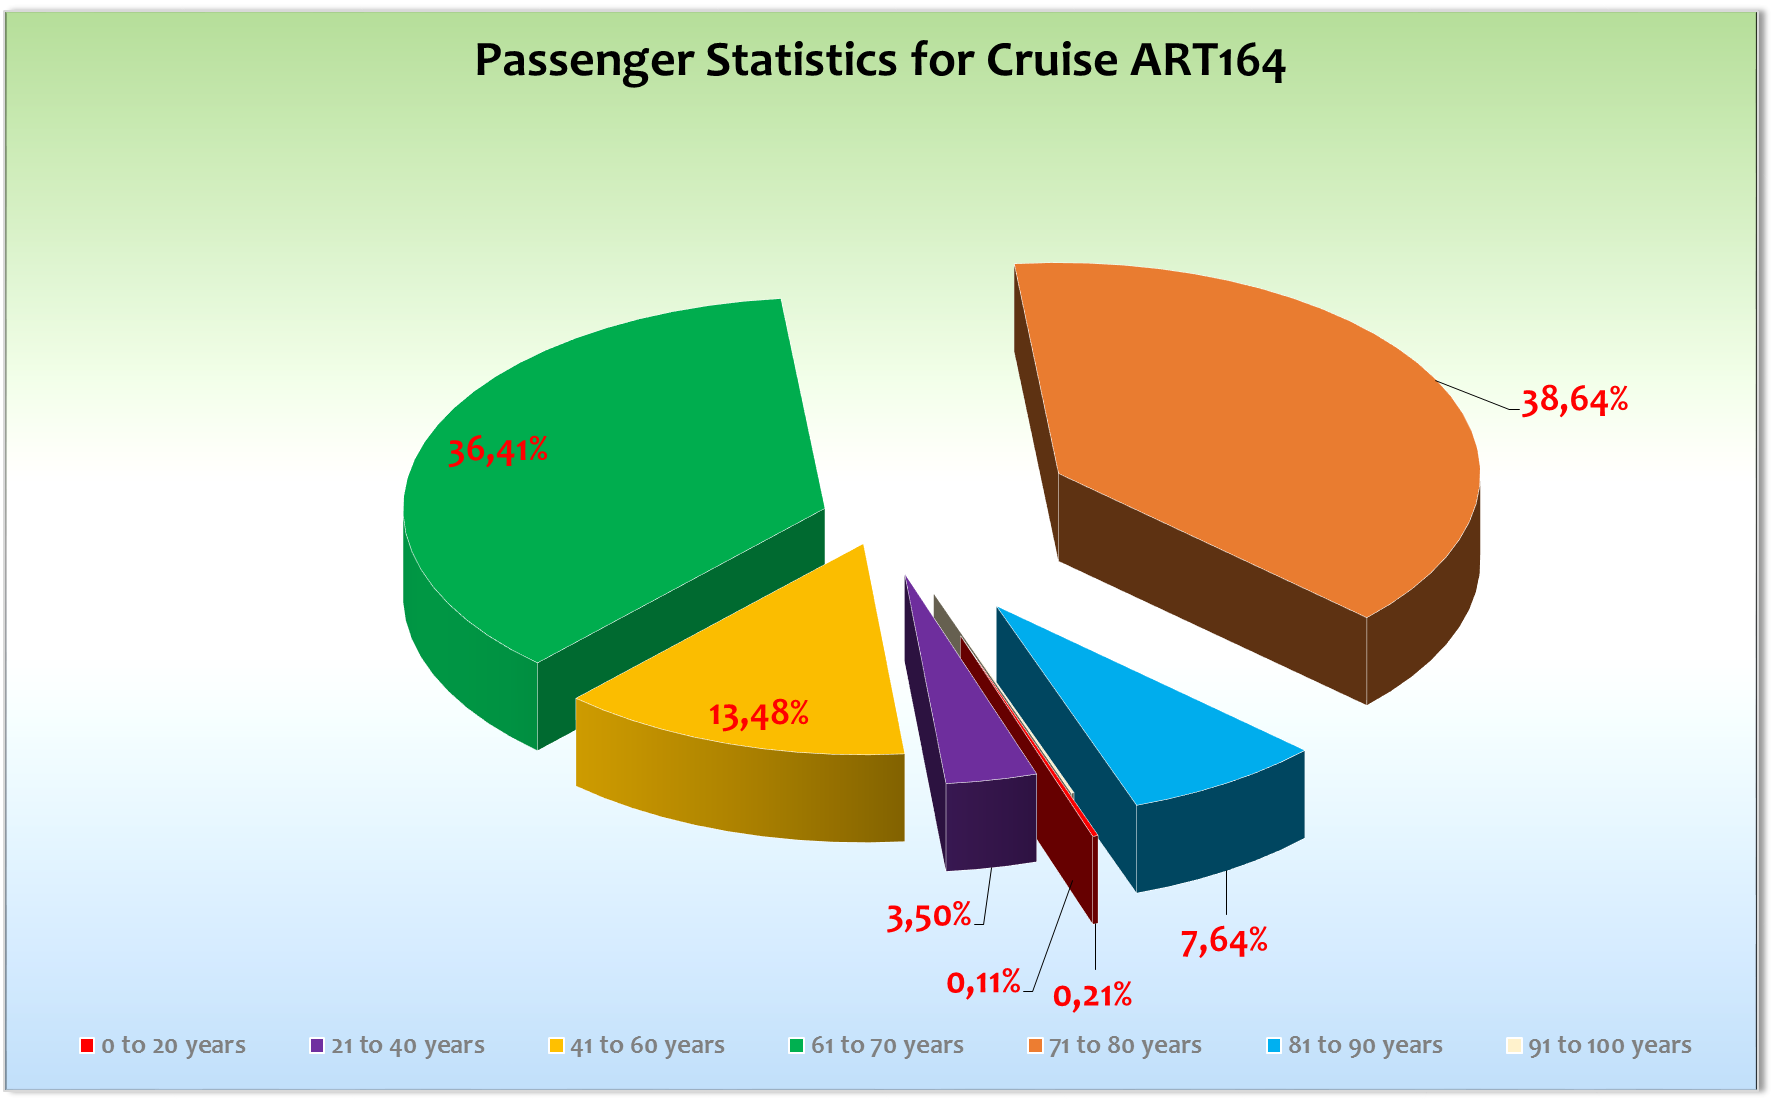 Passenger Statistics for Cruise ART164
38,64%
36,41%
13,48%
3,50%
7,64%
0,11%
0,21%
0 to 20 years
21 to 40 years
41 to 60 years
61 to 70 years
71 to 80 years
81 to 90 years
91 to 100 years